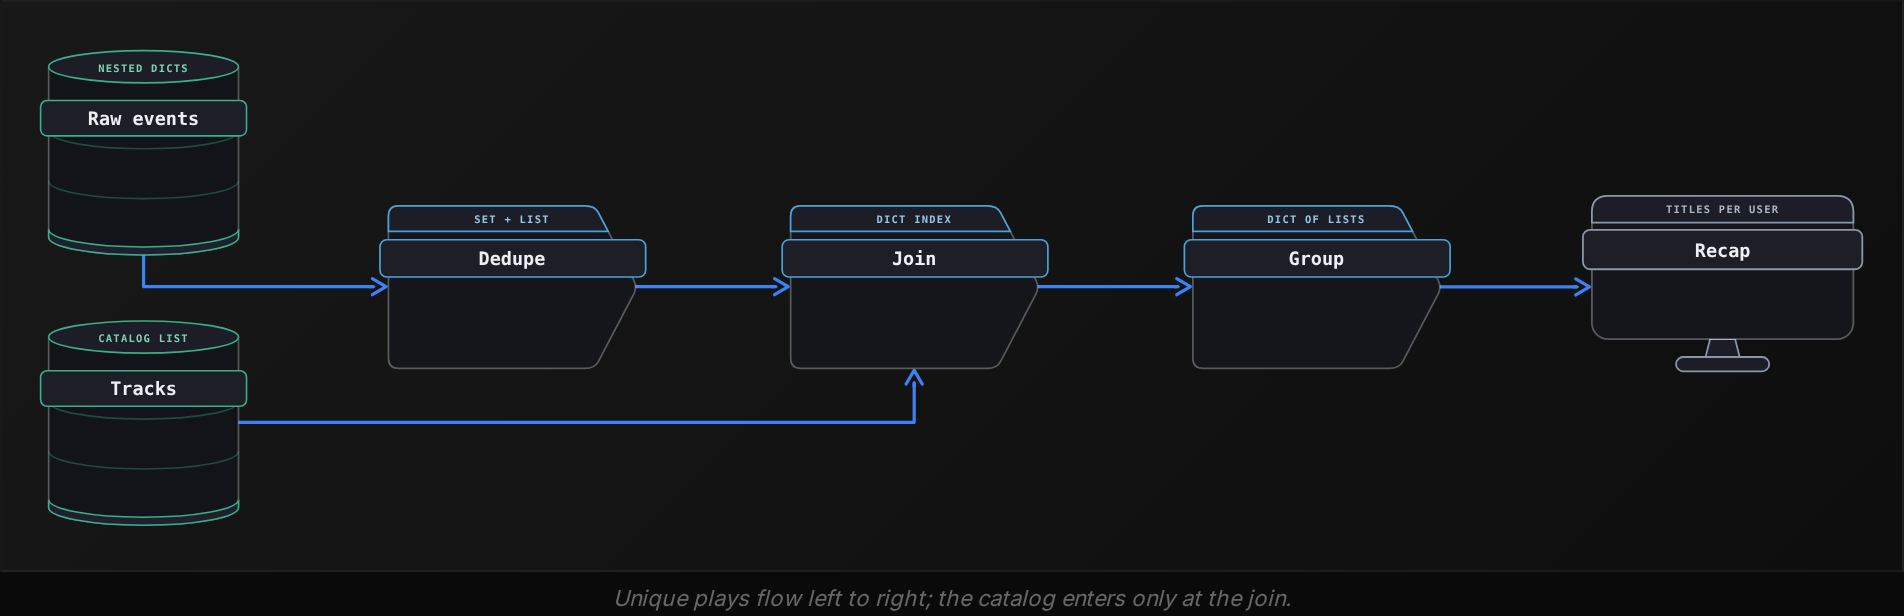 NESTED DICTS
Raw events
CATALOG LIST
Tracks
SET + LIST
Dedupe
DICT INDEX
Join
DICT OF LISTS
Group
TITLES PER USER
Recap
Unique plays flow left to right; the catalog enters only at the join.